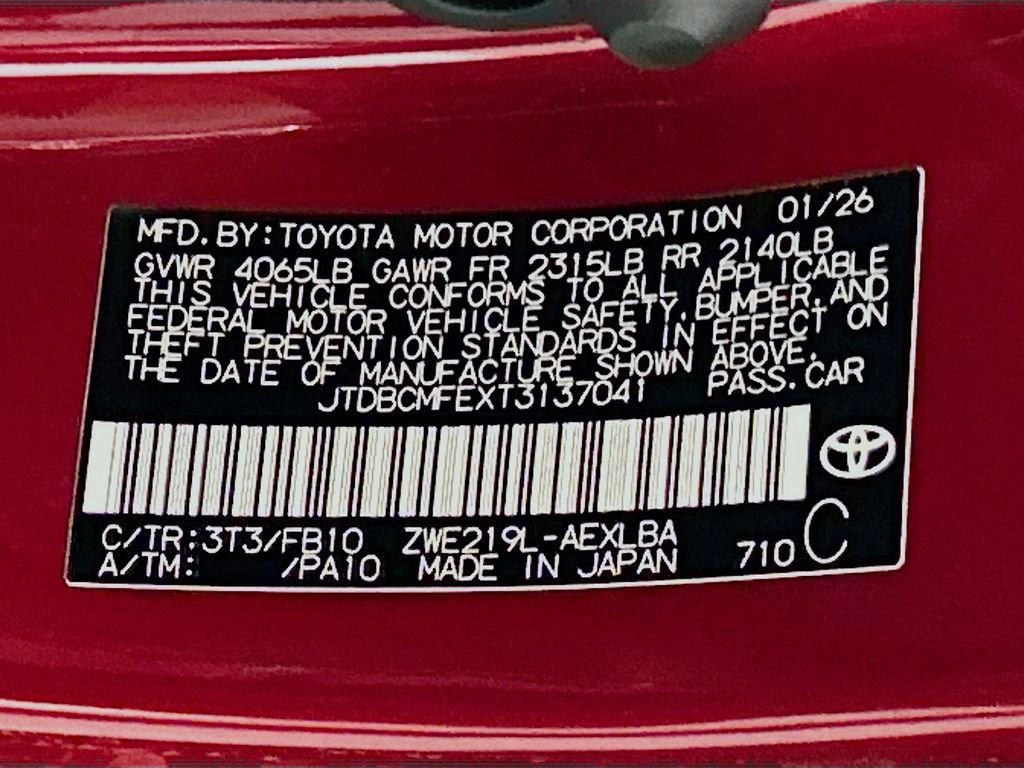 MFD. BY: TOYOTA MOTOR CORPORATION 01/26
GVWR 4065LB GAWR FR 2315LB RR 2140LB
THIS VEHICLE CONFORMS TO ALL APPLICABLE
FEDERAL MOTOR VEHICLE SAFETY, BUMPER, AND
THEFT PREVENTION STANDARDS IN EFFECT ON
THE DATE OF MANUFACTURE SHOWN ABOVE.
JTDBCMFEXT3137041 PASS. CAR
C/TR: 3T3/FB10 ZWE219L-AEXLBA
A/TM: /PA10 MADE IN JAPAN 710 C